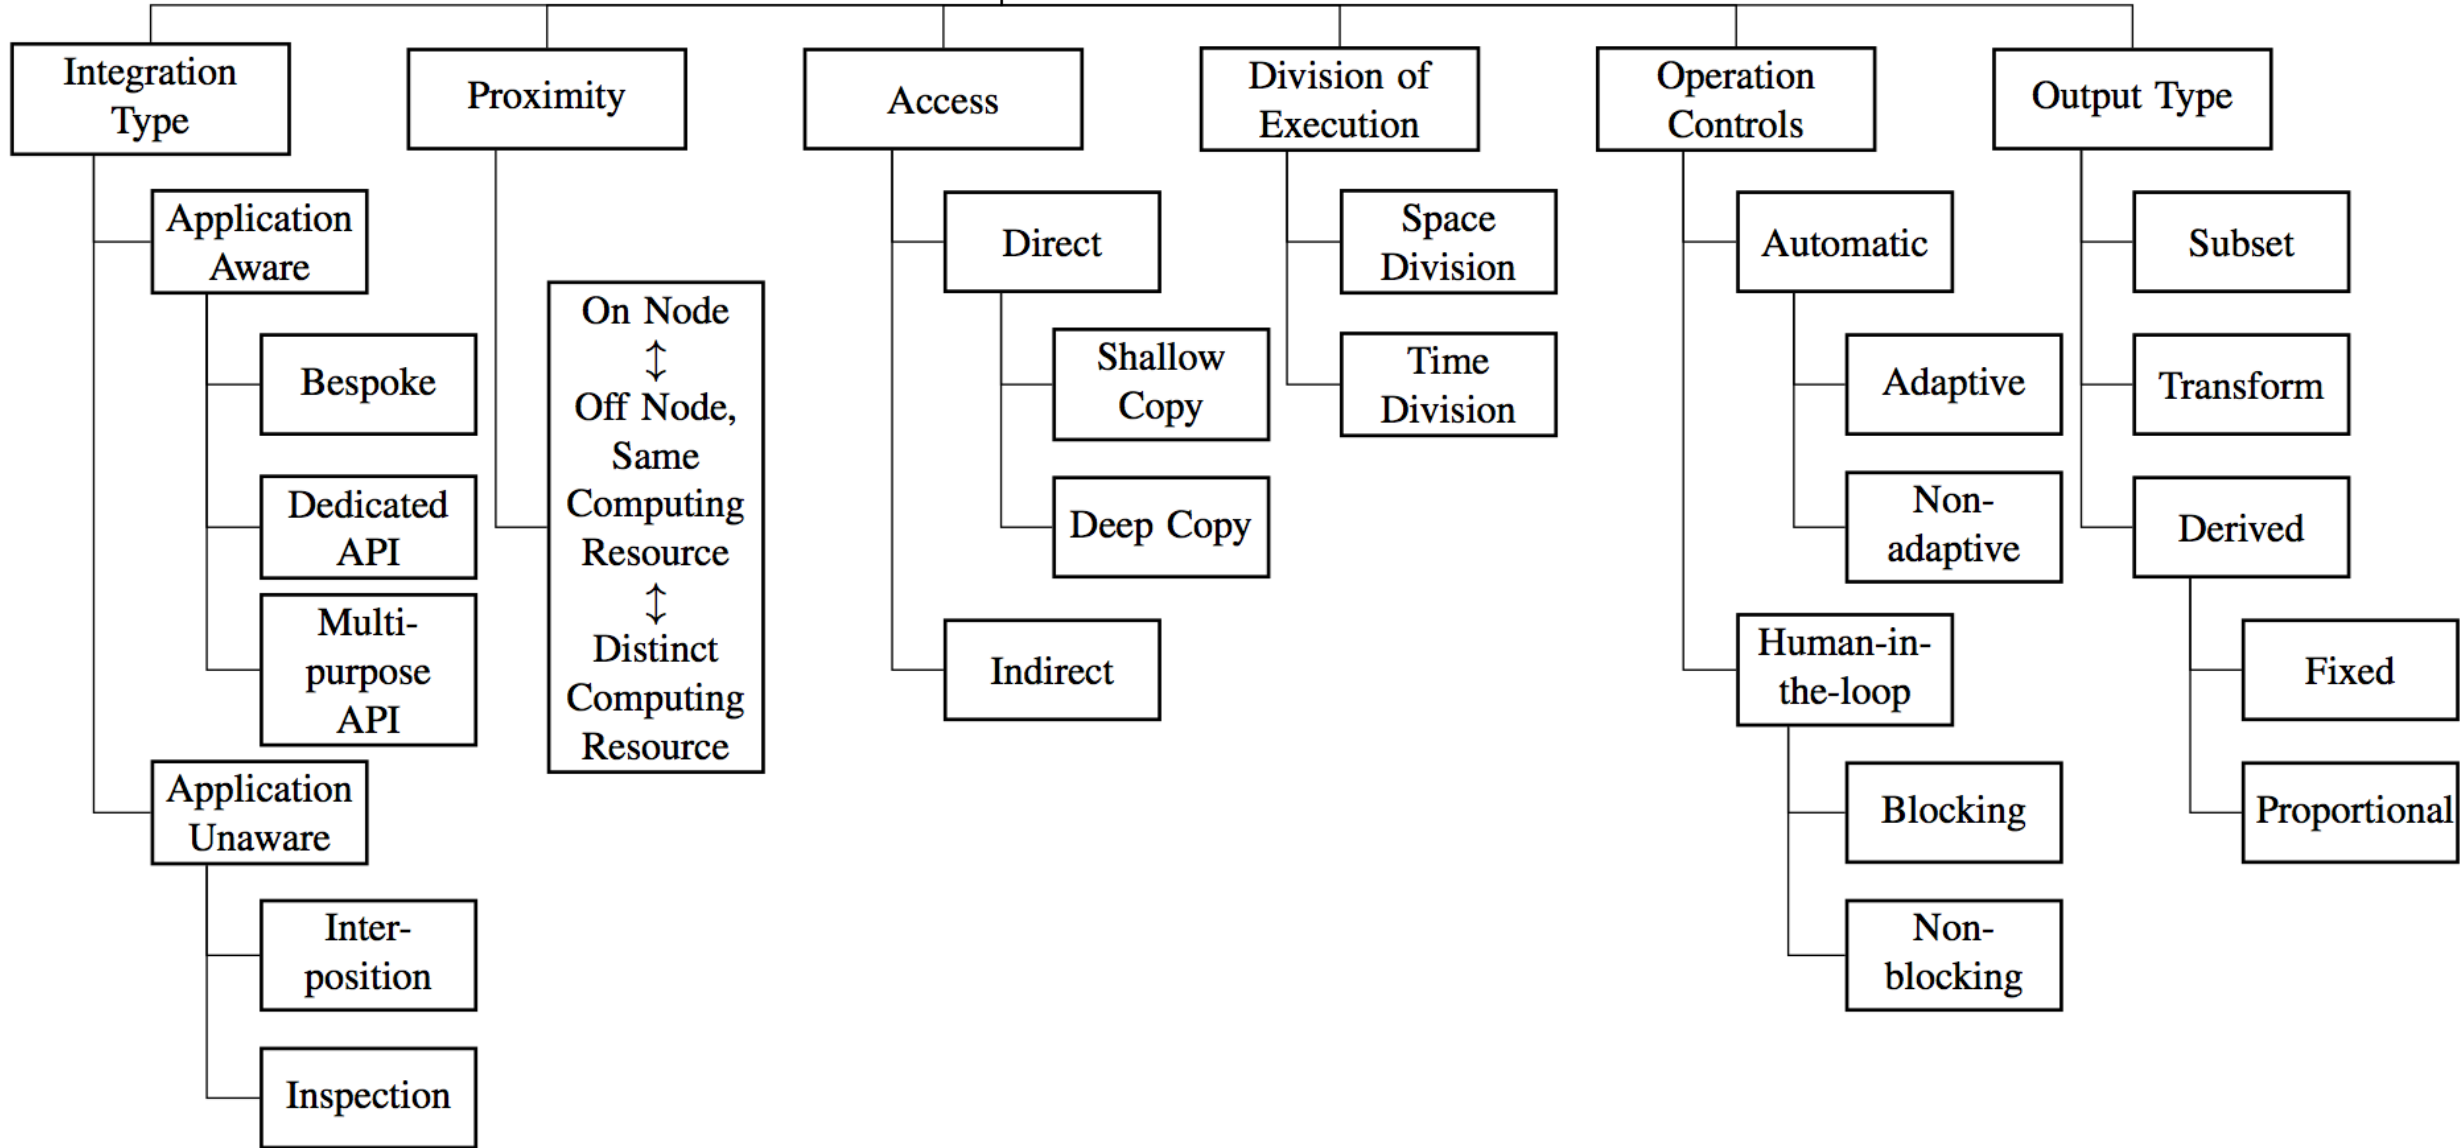 Integration
Type
Application
Aware
Bespoke
Dedicated
API
Multi-
purpose
API
Application
Unaware
Inter-
position
Inspection
Proximity
On Node
↕
Off Node,
Same
Computing
Resource
↕
Distinct
Computing
Resource
Access
Direct
Shallow
Copy
Deep Copy
Indirect
Division of
Execution
Space
Division
Time
Division
Operation
Controls
Automatic
Adaptive
Non-
adaptive
Human-in-
the-loop
Blocking
Non-
blocking
Output Type
Subset
Transform
Derived
Fixed
Proportional